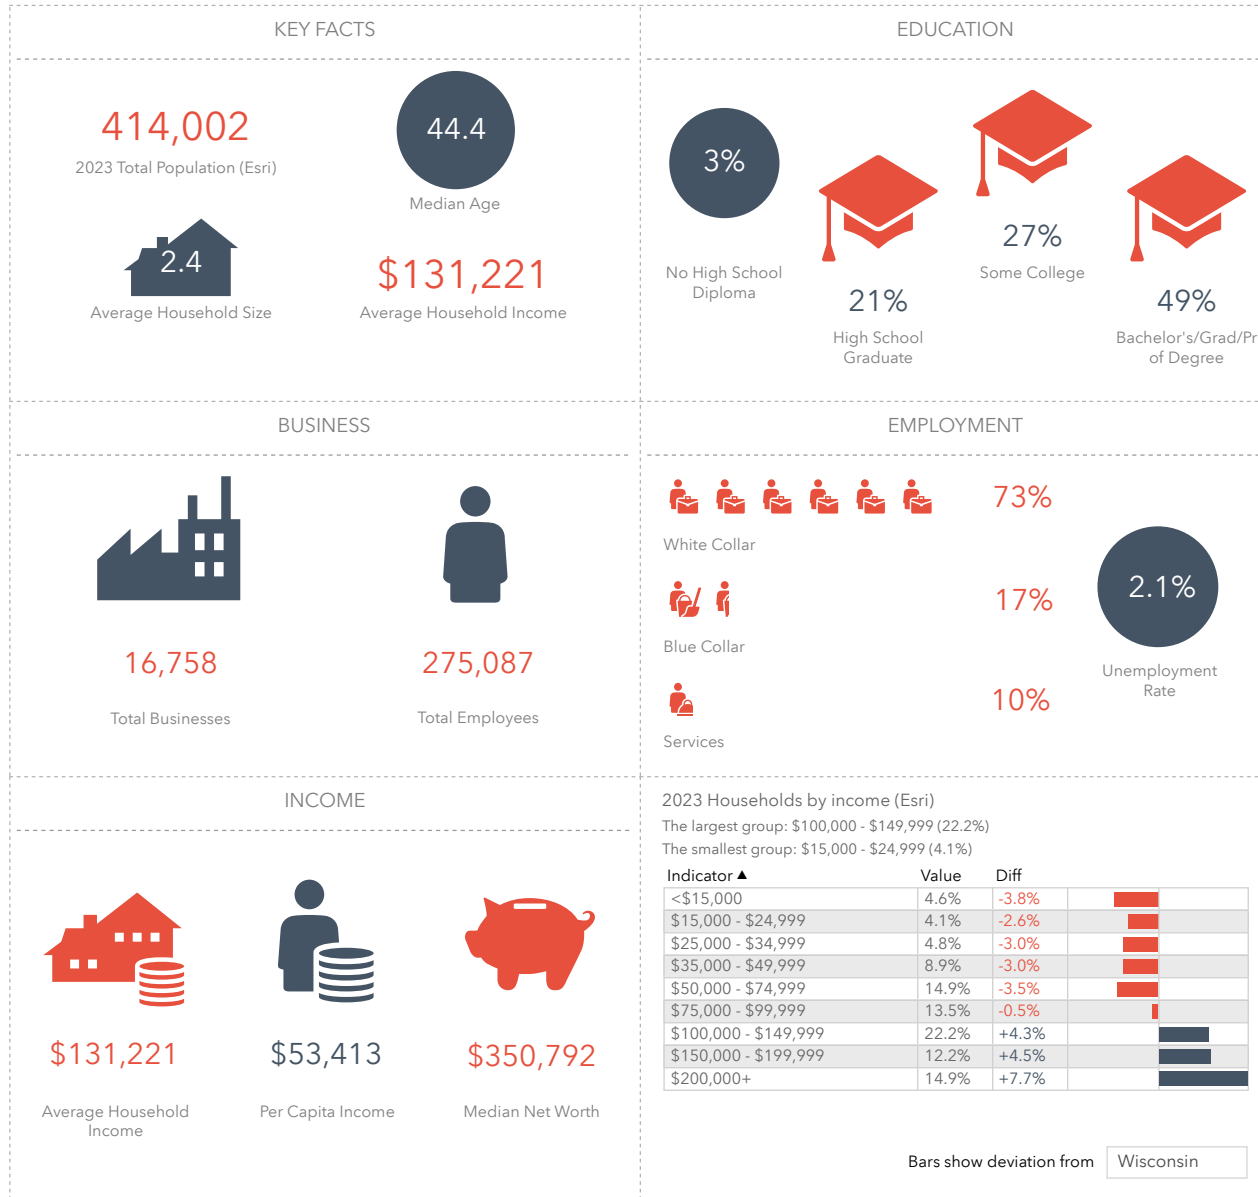 KEY FACTS
414,002
2023 Total Population (Esri)
44.4
Median Age
2.4
Average Household Size
$131,221
Average Household Income
EDUCATION
3%
No High School
Diploma
21%
High School
Graduate
27%
Some College
49%
Bachelor's/Grad/Pr
of Degree
BUSINESS
16,758
Total Businesses
275,087
Total Employees
EMPLOYMENT
73%
White Collar
17%
Blue Collar
10%
Services
2.1%
Unemployment
Rate
INCOME
$131,221
Average Household
Income
$53,413
Per Capita Income
$350,792
Median Net Worth
2023 Households by income (Esri)
The largest group: $100,000 - $149,999 (22.2%)
The smallest group: $15,000 - $24,999 (4.1%)
Indicator ▲ Value Diff
<$15,000 4.6% -3.8%
$15,000 - $24,999 4.1% -2.6%
$25,000 - $34,999 4.8% -3.0%
$35,000 - $49,999 8.9% -3.0%
$50,000 - $74,999 14.9% -3.5%
$75,000 - $99,999 13.5% -0.5%
$100,000 - $149,999 22.2% +4.3%
$150,000 - $199,999 12.2% +4.5%
$200,000+ 14.9% +7.7%
Bars show deviation from Wisconsin